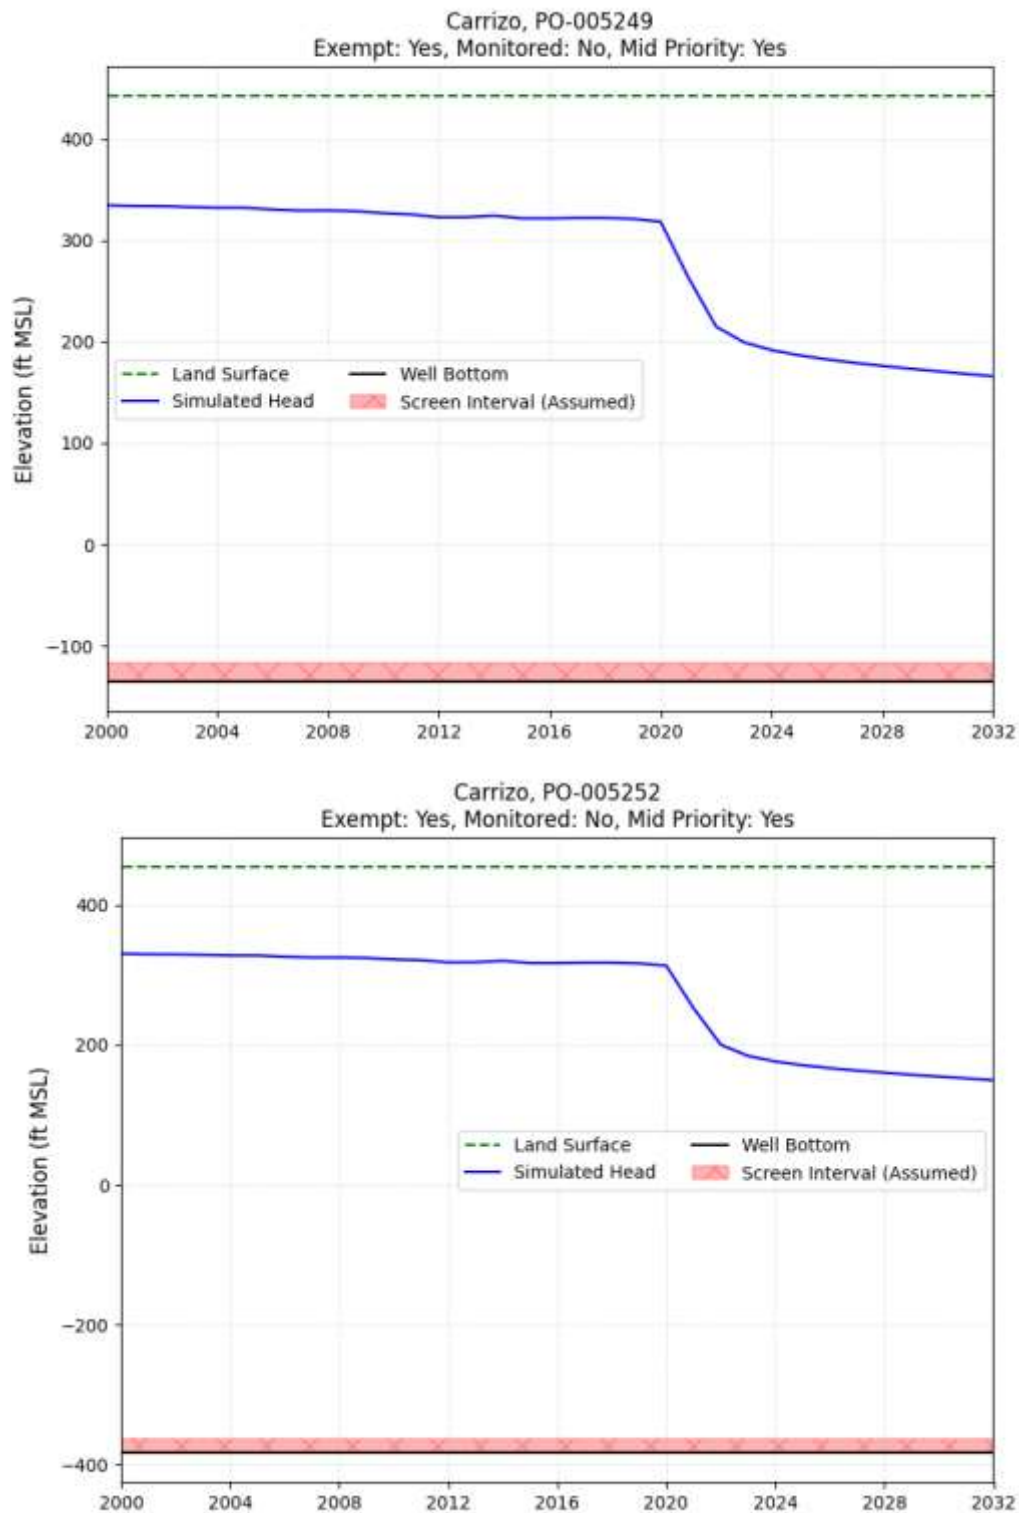 Carrizo, PO-005249
Exempt: Yes, Monitored: No, Mid Priority: Yes
Elevation (ft MSL)
400
300
200
100
0
−100
Land Surface
Simulated Head
Well Bottom
Screen Interval (Assumed)
2000 2004 2008 2012 2016 2020 2024 2028 2032
Carrizo, PO-005252
Exempt: Yes, Monitored: No, Mid Priority: Yes
Elevation (ft MSL)
400
200
0
−200
−400
Land Surface
Simulated Head
Well Bottom
Screen Interval (Assumed)
2000 2004 2008 2012 2016 2020 2024 2028 2032